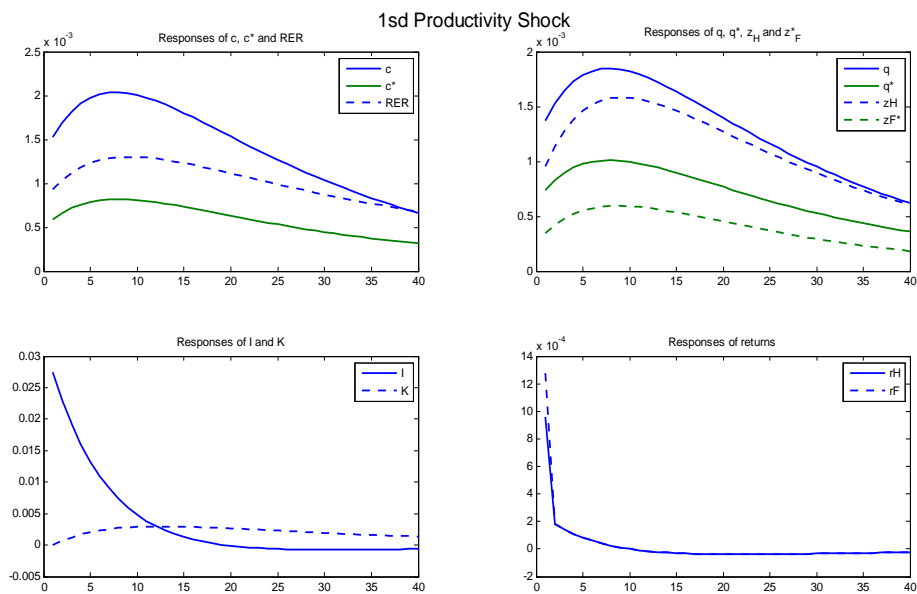 1sd Productivity Shock
Responses of c, c* and RER
x 10^-3
2.5
2
1.5
1
0.5
0
0 5 10 15 20 25 30 35 40
c
c*
RER
Responses of q, q*, z_H and z*_F
x 10^-3
2
1.5
1
0.5
0
0 5 10 15 20 25 30 35 40
q
q*
zH
zF*
Responses of I and K
0.03
0.025
0.02
0.015
0.01
0.005
0
-0.005
0 5 10 15 20 25 30 35 40
I
K
Responses of returns
x 10^-4
14
12
10
8
6
4
2
0
-2
0 5 10 15 20 25 30 35 40
rH
rF